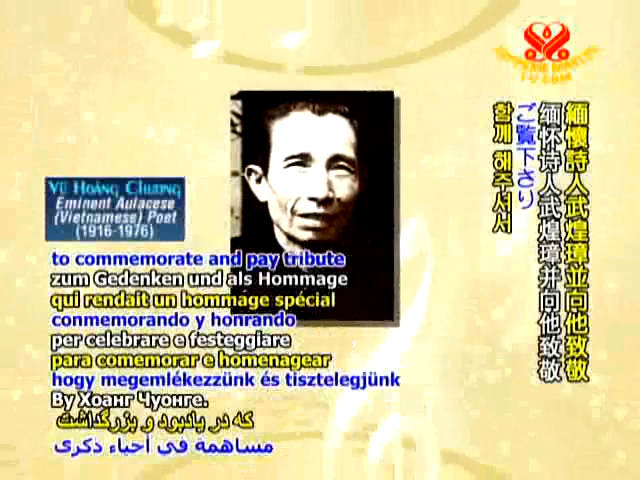 SUPREME MASTER
T-V.COM
VŨ HOÀNG CHƯƠNG
Eminent Aulacese
(Vietnamese) Poet
(1916-1976)
to commemorate and pay tribute
zum Gedenken und als Hommage
qui rendait un hommage spécial
conmemorando y honrando
per celebrare e festeggiare
para comemorar e homenagear
hogy megemlékezzünk és tisztelegjünk
Ву Хоанг Чуонге.
که در یادبود و بزرگداشت
مساهمة في أحياء ذكرى
緬懷詩人武煌璋並向他致敬
缅怀诗人武煌璋并向他致敬
ご覧下さり
함께 해주셔서